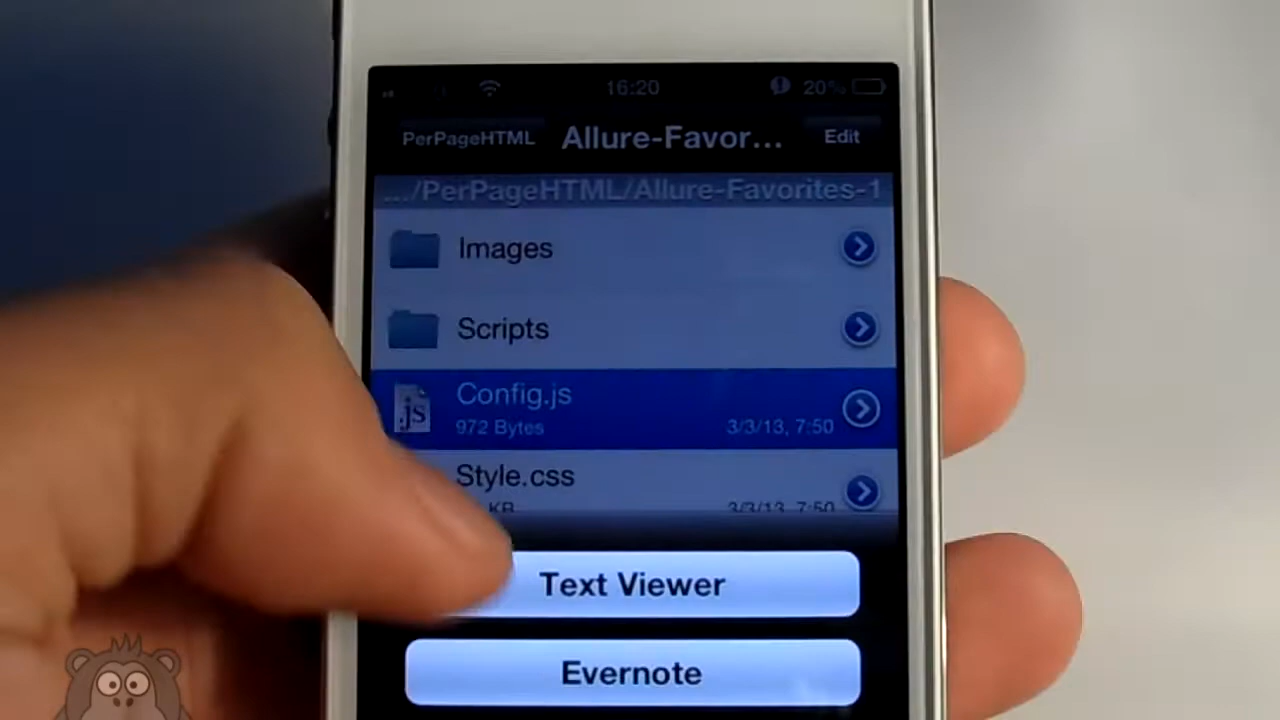 16:20
20%
PerPageHTML
Allure-Favor...
Edit
.../PerPageHTML/Allure-Favorites-1
Images
Scripts
.js
Config.js
972 Bytes
3/3/13, 7:50
Style.css
KB
3/3/13, 7:50
Text Viewer
Evernote